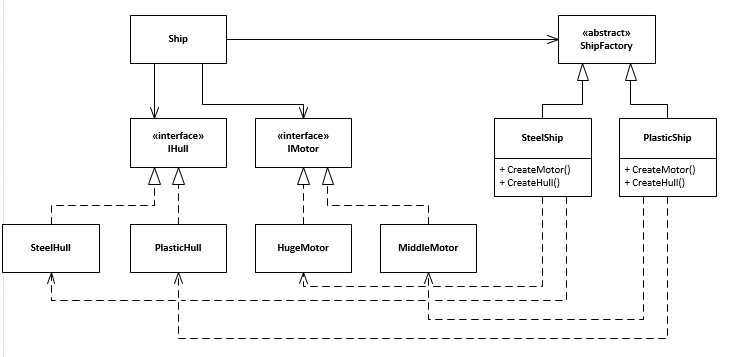 Ship
«abstract»
ShipFactory
«interface»
IHull
«interface»
IMotor
SteelShip
+ CreateMotor()
+ CreateHull()
PlasticShip
+ CreateMotor()
+ CreateHull()
SteelHull
PlasticHull
HugeMotor
MiddleMotor